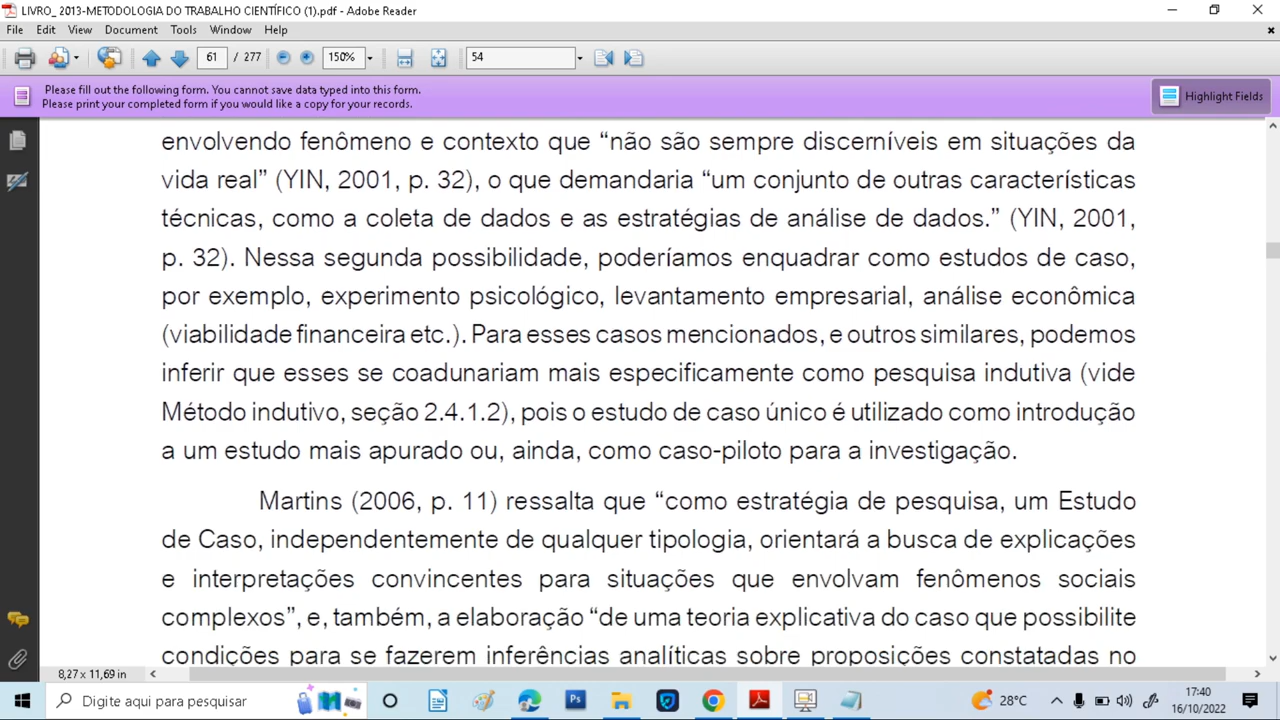 LIVRO_ 2013-METODOLOGIA DO TRABALHO CIENTÍFICO (1).pdf - Adobe Reader
File Edit View Document Tools Window Help
61 / 277 150% 54
Please fill out the following form. You cannot save data typed into this form.
Please print your completed form if you would like a copy for your records.
Highlight Fields
envolvendo fenômeno e contexto que “não são sempre discerníveis em situações da
vida real” (YIN, 2001, p. 32), o que demandaria “um conjunto de outras características
técnicas, como a coleta de dados e as estratégias de análise de dados.” (YIN, 2001,
p. 32). Nessa segunda possibilidade, poderíamos enquadrar como estudos de caso,
por exemplo, experimento psicológico, levantamento empresarial, análise econômica
(viabilidade financeira etc.). Para esses casos mencionados, e outros similares, podemos
inferir que esses se coadunariam mais especificamente como pesquisa indutiva (vide
Método indutivo, seção 2.4.1.2), pois o estudo de caso único é utilizado como introdução
a um estudo mais apurado ou, ainda, como caso-piloto para a investigação.
Martins (2006, p. 11) ressalta que “como estratégia de pesquisa, um Estudo
de Caso, independentemente de qualquer tipologia, orientará a busca de explicações
e interpretações convincentes para situações que envolvam fenômenos sociais
complexos”, e, também, a elaboração “de uma teoria explicativa do caso que possibilite
condições para se fazerem inferências analíticas sobre proposições constatadas no
8,27 x 11,69 in
Digite aqui para pesquisar
Ps
28°C
17:40
16/10/2022